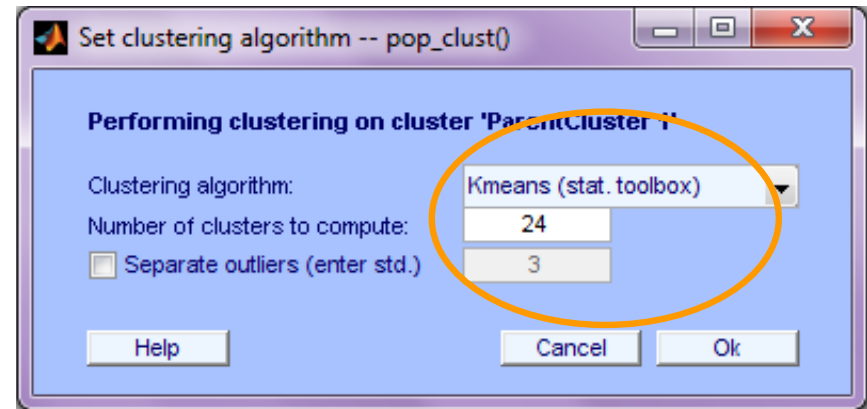 Set clustering algorithm -- pop_clust()
Performing clustering on cluster 'ParentCluster 1'
Clustering algorithm: Kmeans (stat. toolbox)
Number of clusters to compute: 24
Separate outliers (enter std.) 3
Help Cancel Ok